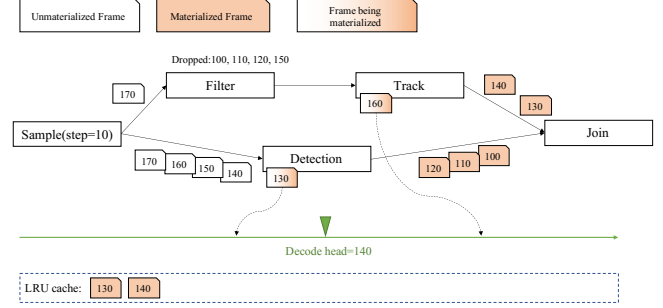 Unmaterialized Frame
Materialized Frame
Frame being
materialized
Dropped:100, 110, 120, 150
Filter
Track
170
160
140
130
Sample(step=10)
Join
Detection
170
160
150
140
130
120
110
100
Decode head=140
LRU cache:
130
140